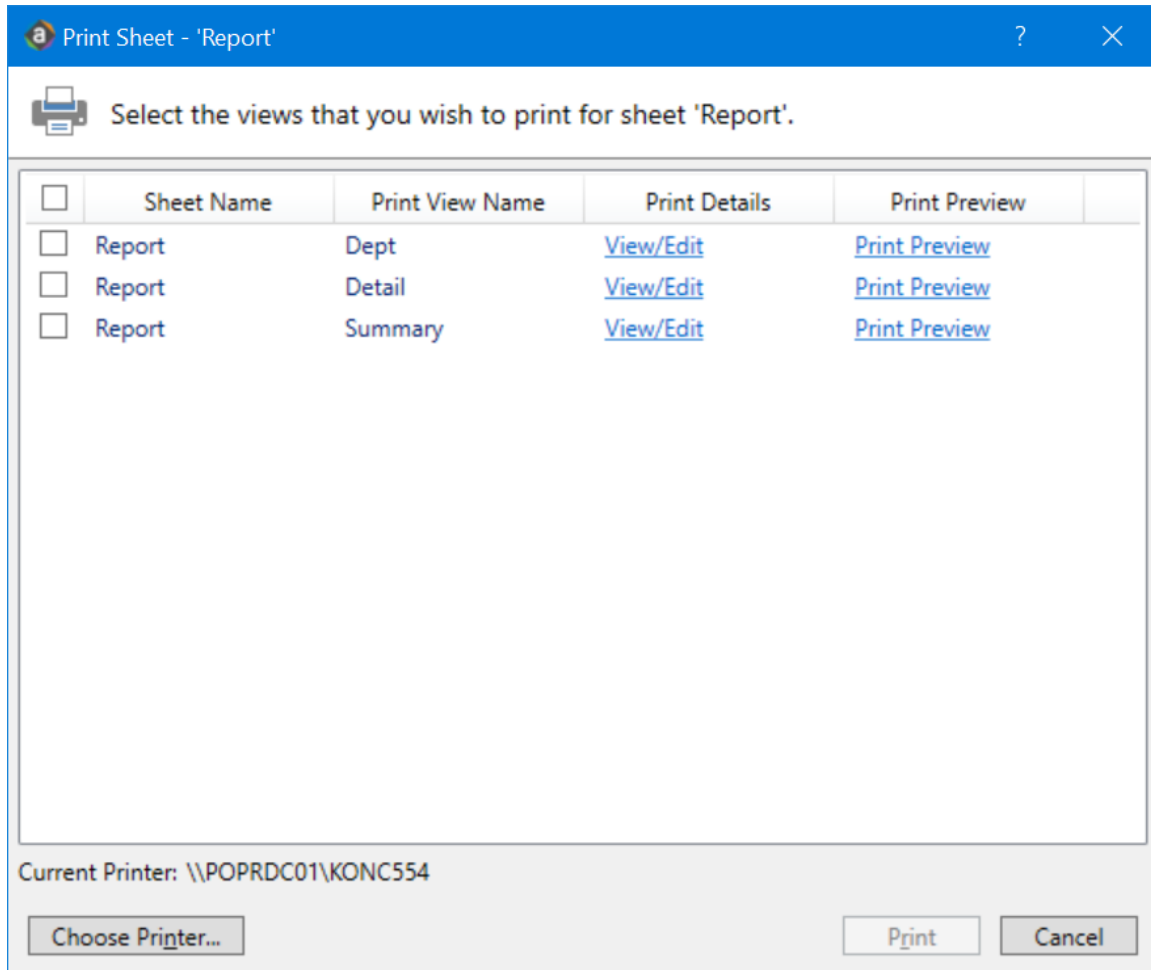 Print Sheet - 'Report' ?
Select the views that you wish to print for sheet 'Report'.
Sheet Name Print View Name Print Details Print Preview
Report Dept View/Edit Print Preview
Report Detail View/Edit Print Preview
Report Summary View/Edit Print Preview
Current Printer: \\POPRDC01\KONC554
Choose Printer... Print Cancel